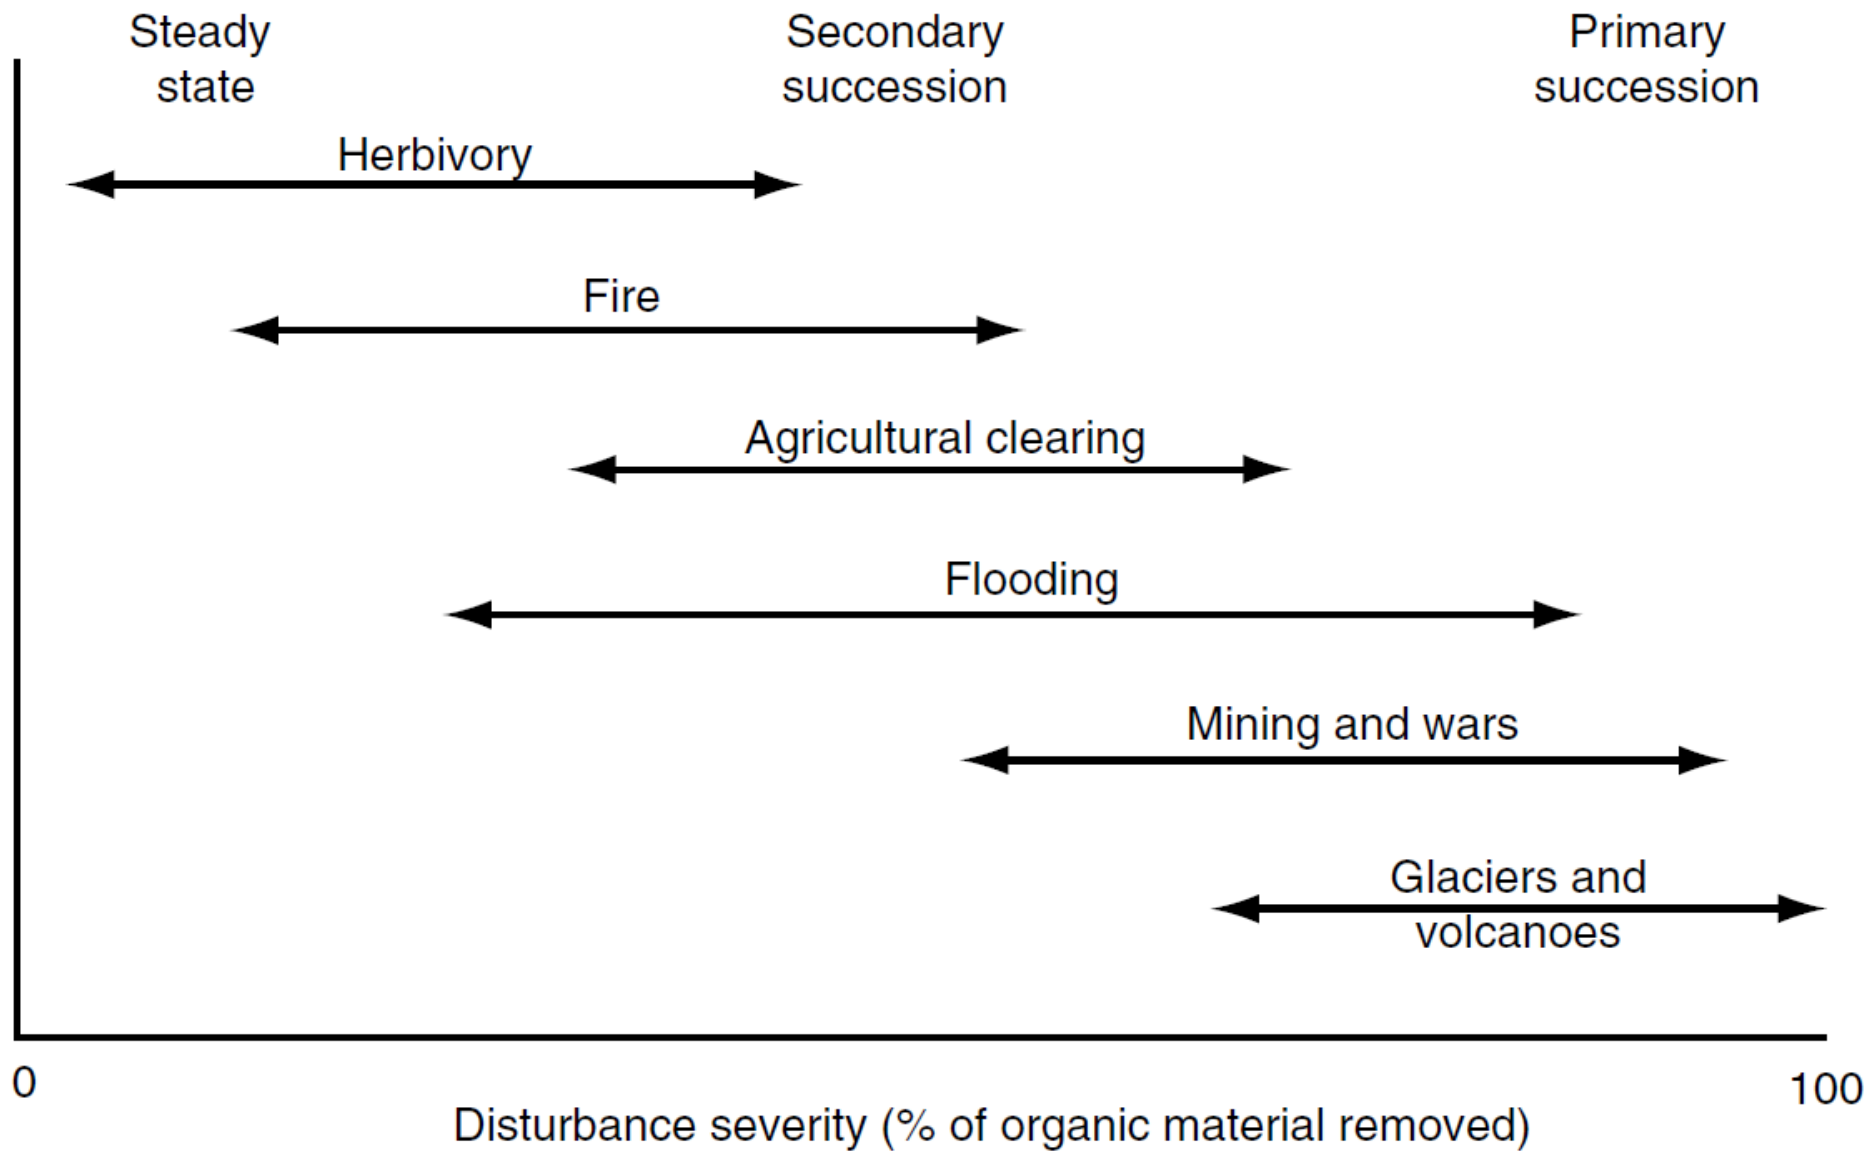 Steady
state
Secondary
succession
Primary
succession
Herbivory
Fire
Agricultural clearing
Flooding
Mining and wars
Glaciers and
volcanoes
0
100
Disturbance severity (% of organic material removed)